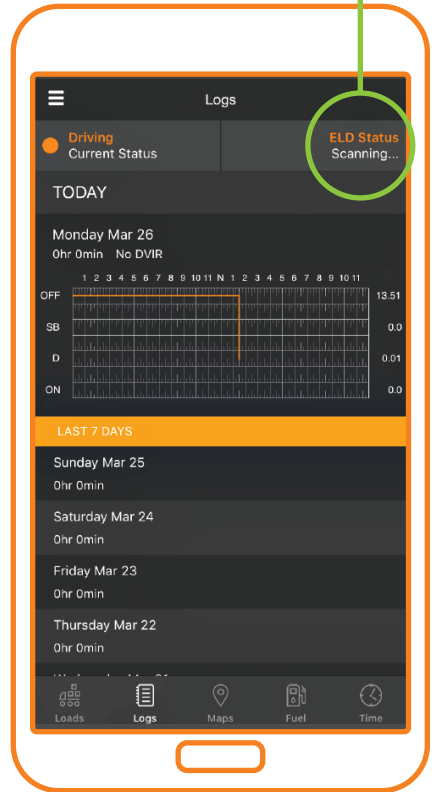 Logs
Driving
Current Status
ELD Status
Scanning...
TODAY
Monday Mar 26
0hr 0min No DVIR
1 2 3 4 5 6 7 8 9 10 11 N 1 2 3 4 5 6 7 8 9 10 11
OFF 13.51
SB 0.0
D 0.01
ON 0.0
LAST 7 DAYS
Sunday Mar 25
0hr 0min
Saturday Mar 24
0hr 0min
Friday Mar 23
0hr 0min
Thursday Mar 22
0hr 0min
Loads Logs Maps Fuel Time